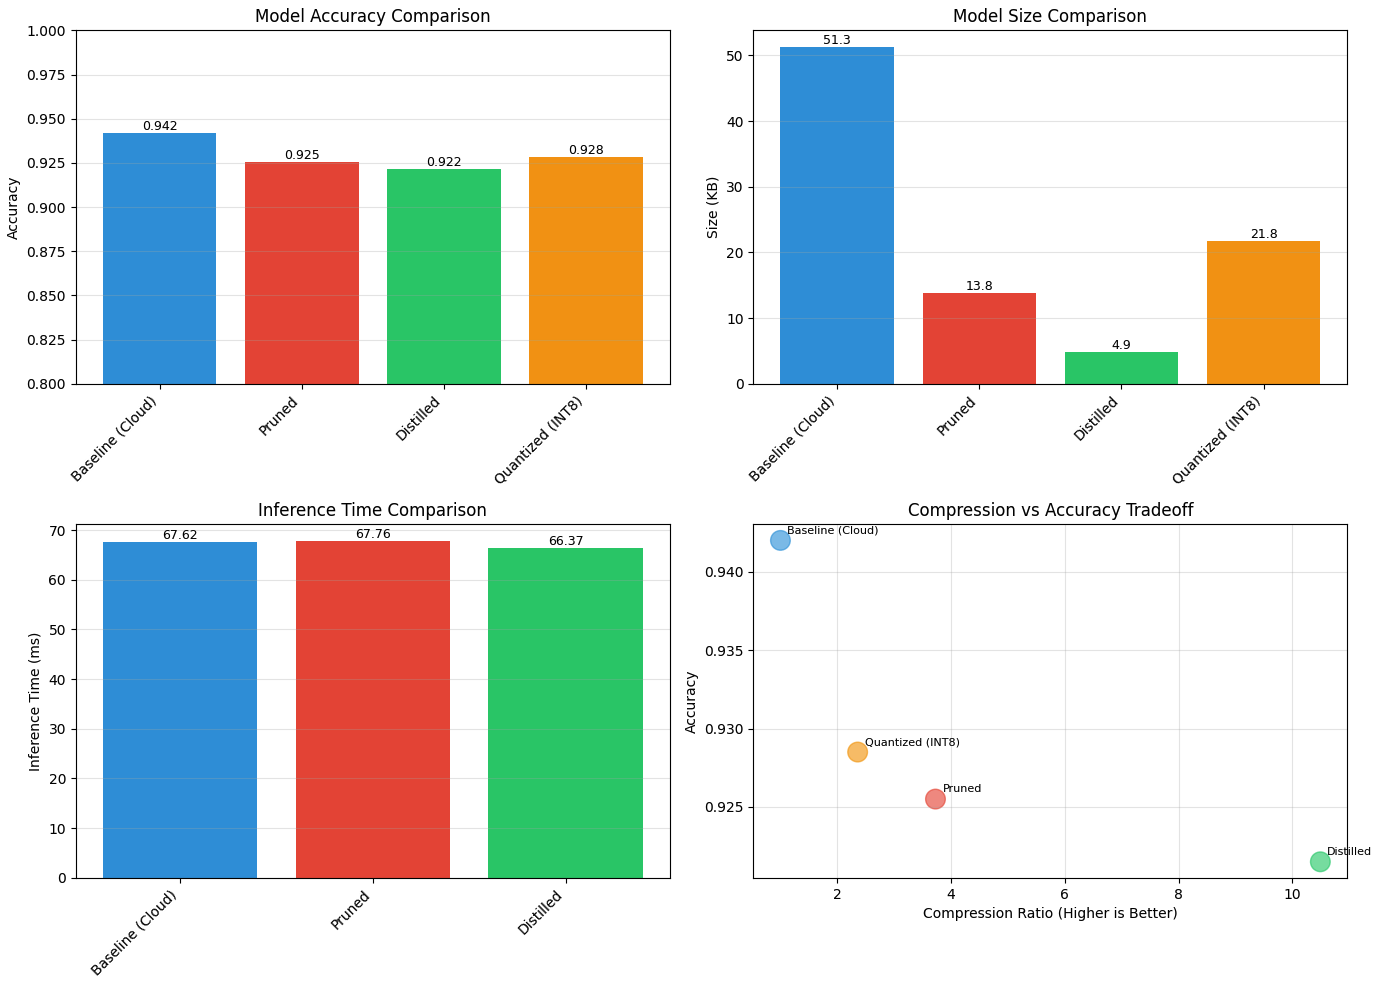 Model Accuracy Comparison
Accuracy
1.000
0.975
0.950
0.925
0.900
0.875
0.850
0.825
0.800
0.942
0.925
0.922
0.928
Baseline (Cloud)
Pruned
Distilled
Quantized (INT8)
Model Size Comparison
Size (KB)
50
40
30
20
10
0
51.3
13.8
4.9
21.8
Baseline (Cloud)
Pruned
Distilled
Quantized (INT8)
Inference Time Comparison
Inference Time (ms)
70
60
50
40
30
20
10
0
67.62
67.76
66.37
Baseline (Cloud)
Pruned
Distilled
Compression vs Accuracy Tradeoff
Accuracy
0.940
0.935
0.930
0.925
Baseline (Cloud)
Quantized (INT8)
Pruned
Distilled
2 4 6 8 10
Compression Ratio (Higher is Better)